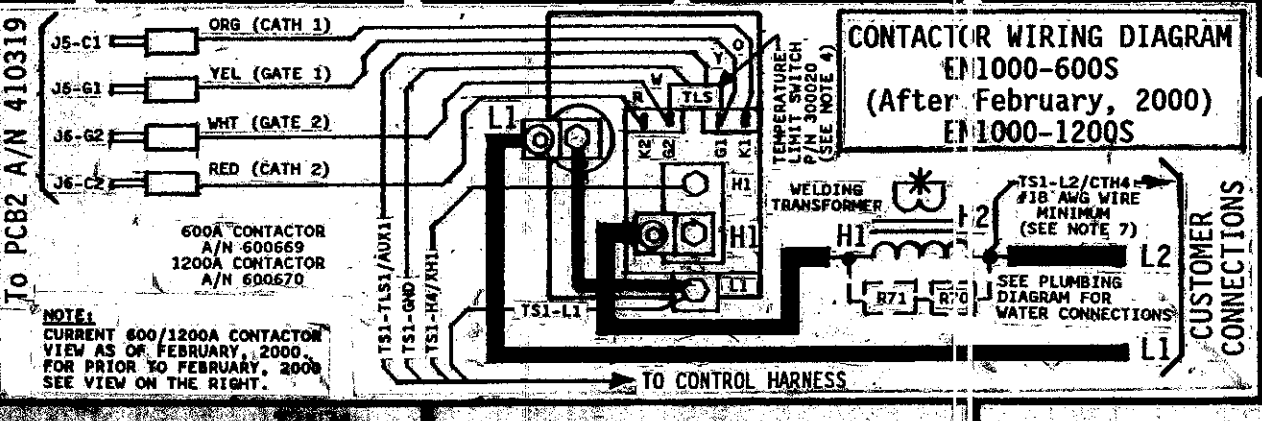 To PCB2 A/N 410319
J5-C1
ORG (CATH 1)
J5-G1
YEL (GATE 1)
J6-G2
WHT (GATE 2)
J6-C2
RED (CATH 2)
600A CONTACTOR
A/N 600669
1200A CONTACTOR
A/N 600670
NOTE:
CURRENT 600/1200A CONTACTOR
VIEW AS OF FEBRUARY, 2000.
FOR PRIOR TO FEBRUARY, 2000
SEE VIEW ON THE RIGHT.
TS1-TLS1/AUX1
TS1-GND
TS1-H4/XH1
TS1-L1
TO CONTROL HARNESS
L1
R
W
Y
O
TLS
K2
G2
G1
K1
H1
H1
L1
TEMPERATURE
LIMIT SWITCH
P/N 300020
(SEE NOTE 4)
CONTACTOR WIRING DIAGRAM
EN1000-600S
(After February, 2000)
EN1000-1200S
WELDING
TRANSFORMER
H1
H2
TS1-L2/CTH4
#18 AWG WIRE
MINIMUM
(SEE NOTE 7)
L2
R71
R70
SEE PLUMBING
DIAGRAM FOR
WATER CONNECTIONS
L1
CUSTOMER
CONNECTIONS